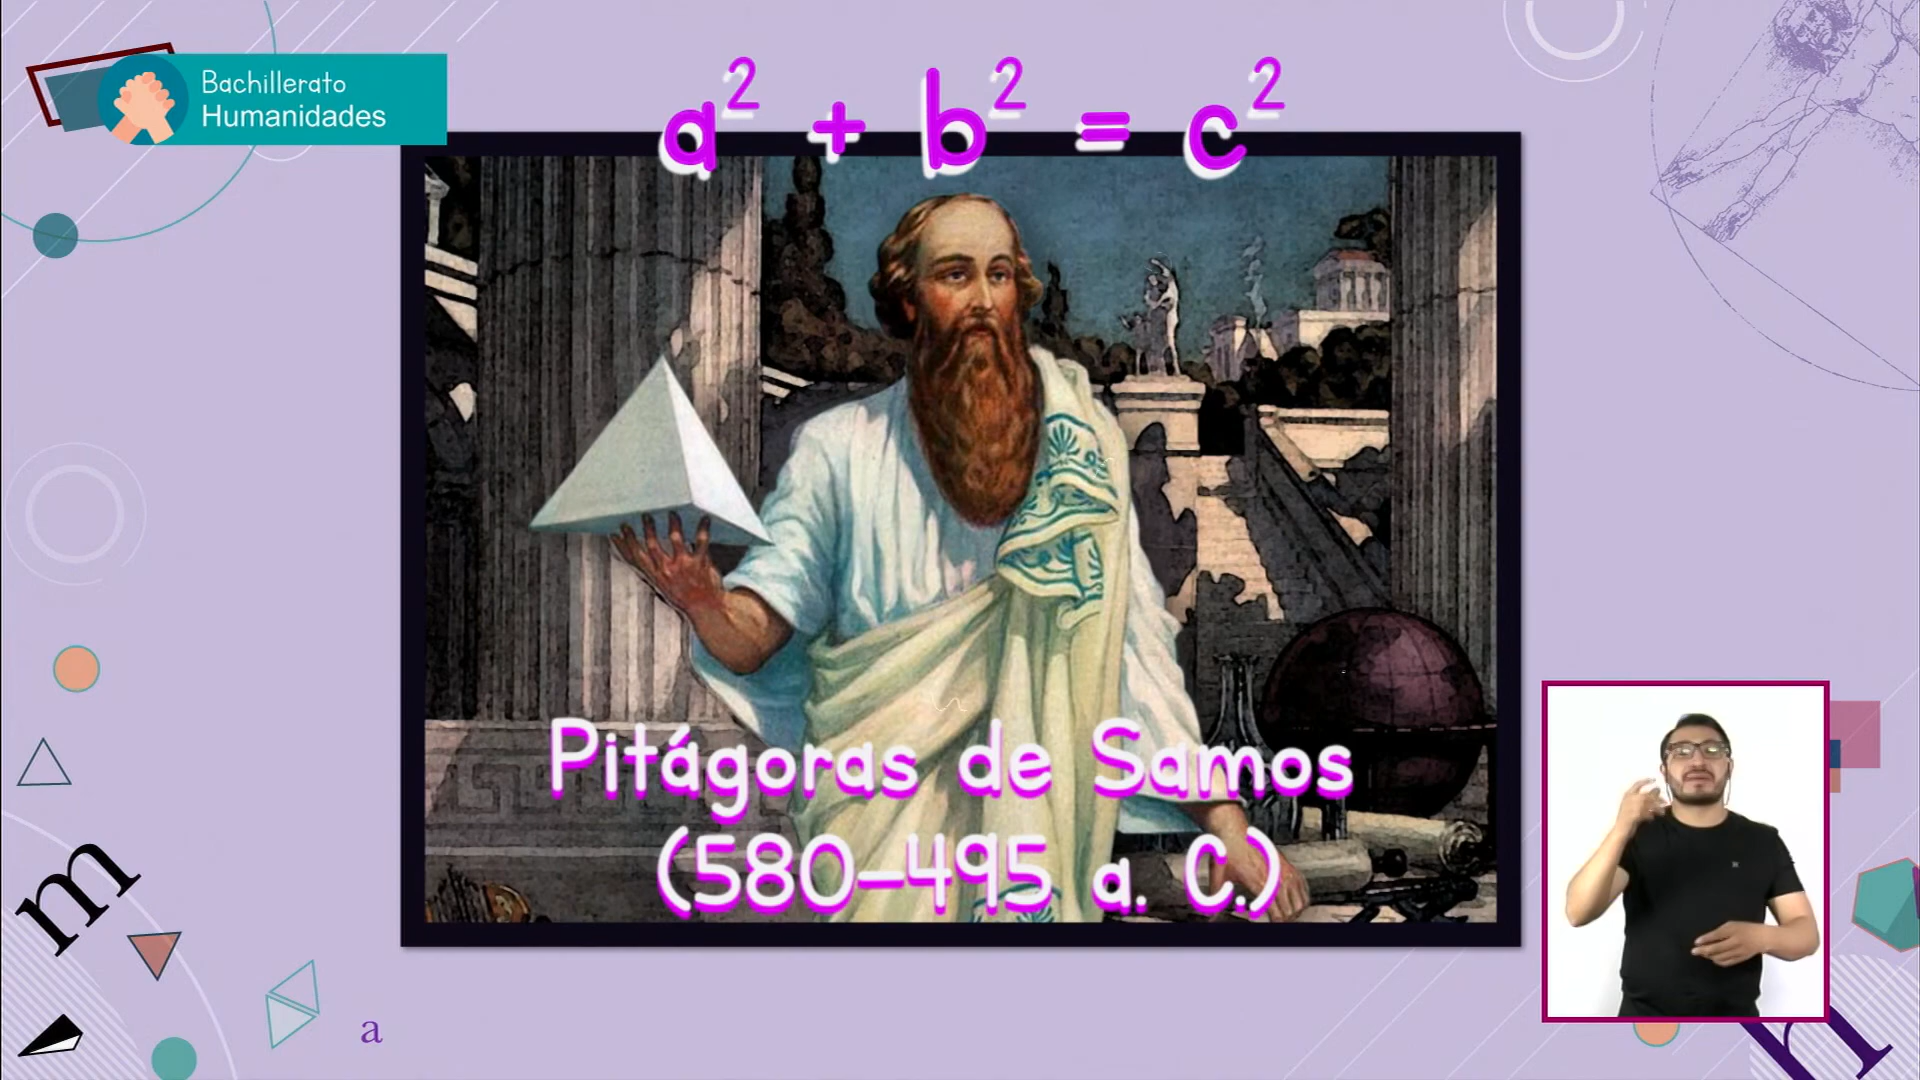 Bachillerato
Humanidades
a² + b² = c²
Pitágoras de Samos
(580–495 a. C.)
m
a
h